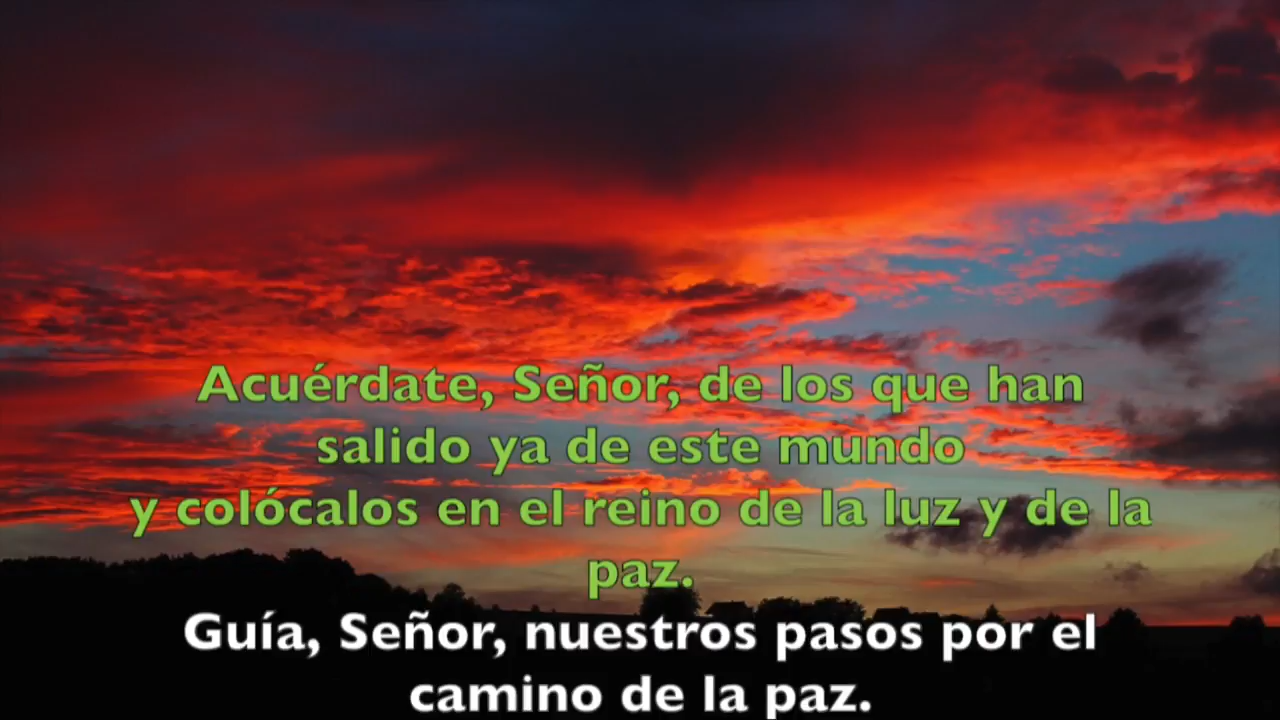 Acuérdate, Señor, de los que han
salido ya de este mundo
y colócalos en el reino de la luz y de la
paz.
Guía, Señor, nuestros pasos por el
camino de la paz.